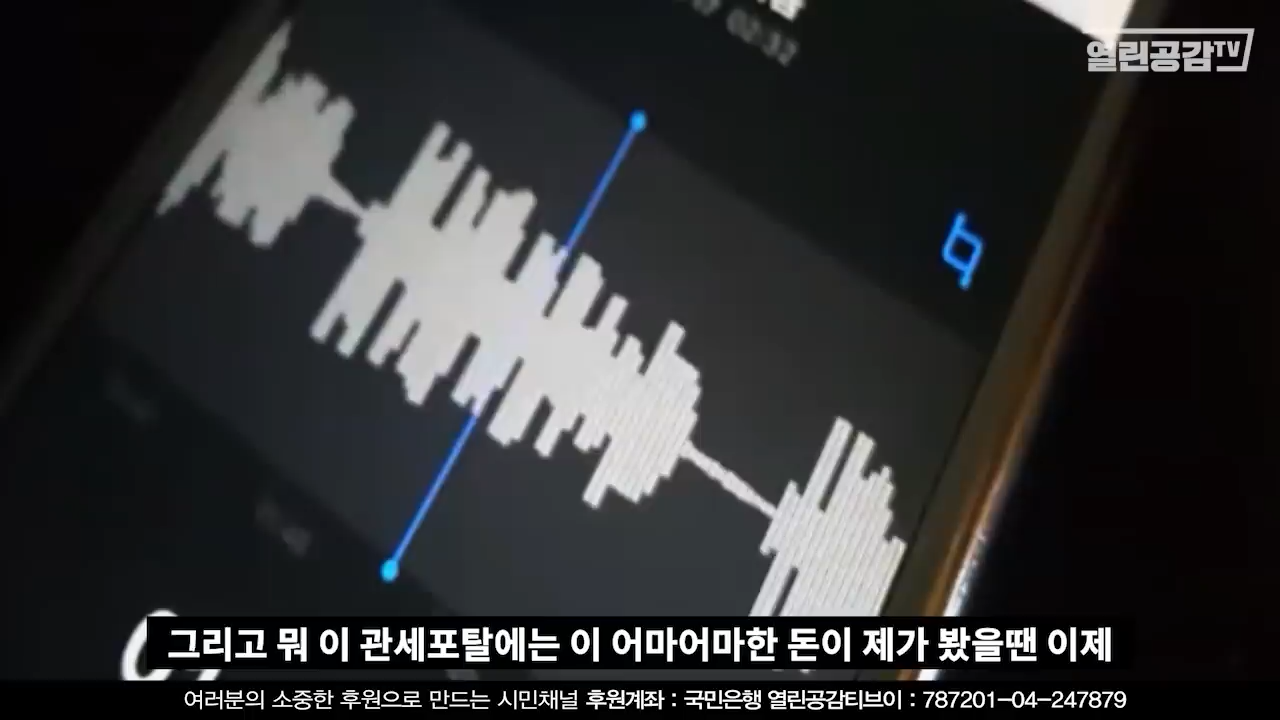 02:32
열린공감TV
그리고 뭐 이 관세포탈에는 이 어마어마한 돈이 제가 봤을땐 이제
여러분의 소중한 후원으로 만드는 시민채널 후원계좌 : 국민은행 열린공감티브이 : 787201-04-247879